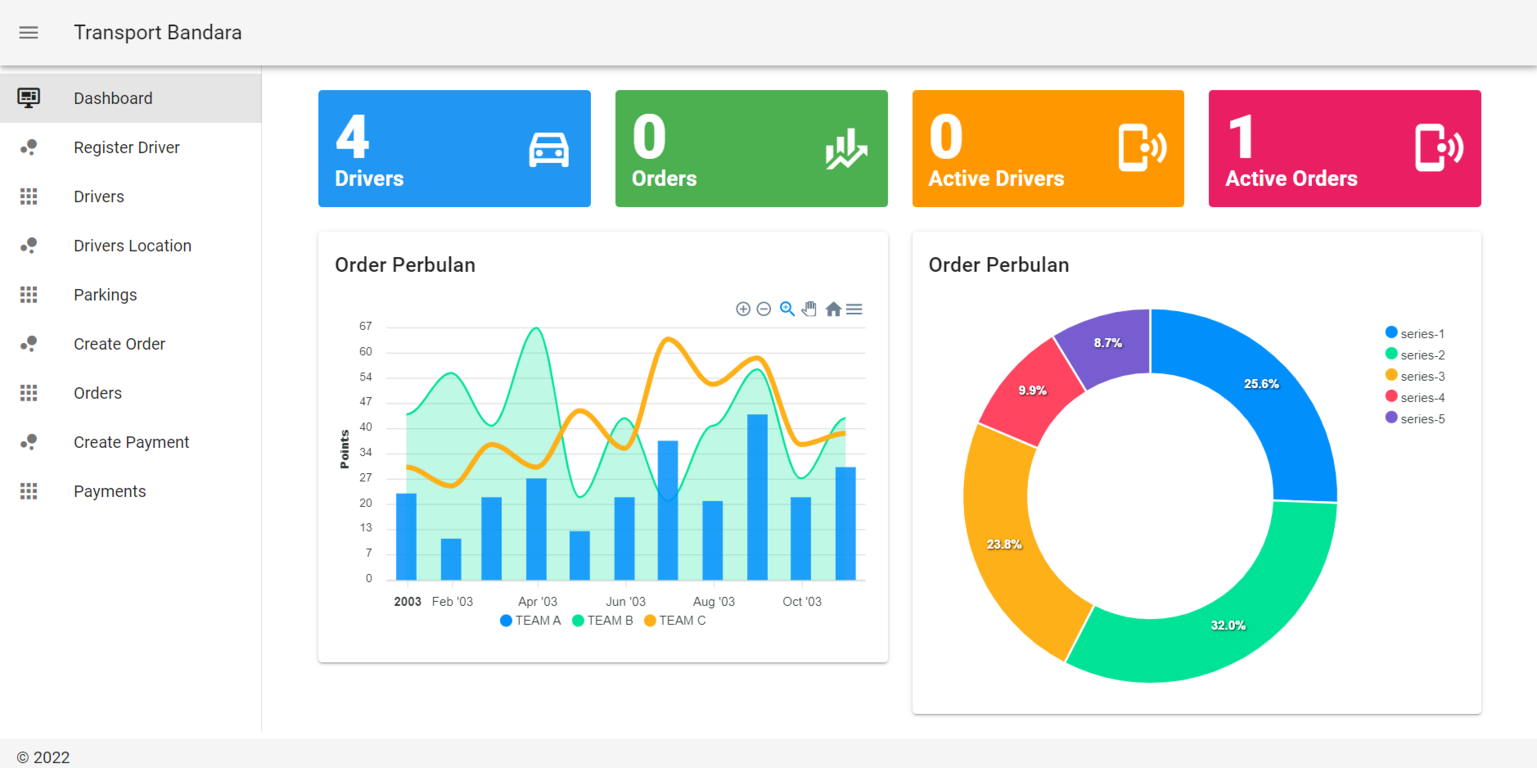 Transport Bandara
Dashboard
Register Driver
Drivers
Drivers Location
Parkings
Create Order
Orders
Create Payment
Payments
4
Drivers
0
Orders
0
Active Drivers
1
Active Orders
Order Perbulan
67
60
54
47
40
34
27
20
13
7
0
Points
2003 Feb '03 Apr '03 Jun '03 Aug '03 Oct '03
TEAM A TEAM B TEAM C
Order Perbulan
8.7%
25.6%
9.9%
23.8%
32.0%
series-1
series-2
series-3
series-4
series-5
© 2022